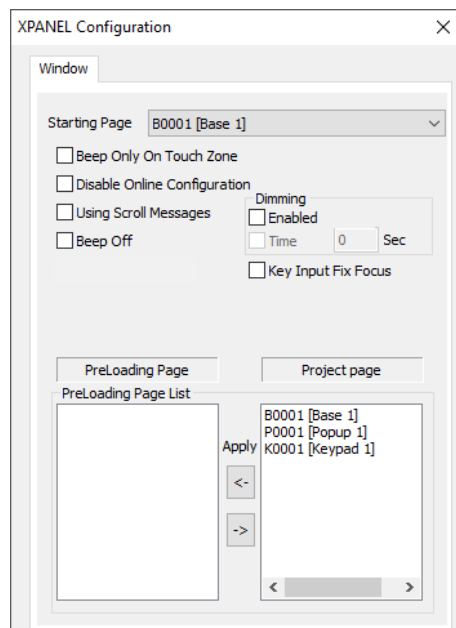 XPANEL Configuration
Window
Starting Page B0001 [Base 1]
Beep Only On Touch Zone
Disable Online Configuration
Using Scroll Messages
Beep Off
Dimming
Enabled
Time 0 Sec
Key Input Fix Focus
PreLoading Page
Project page
PreLoading Page List
B0001 [Base 1]
P0001 [Popup 1]
K0001 [Keypad 1]
Apply
<-
->